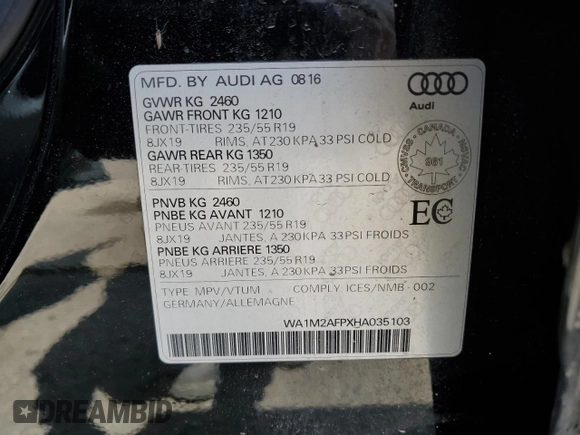 MFD. BY AUDI AG 0816
Audi
GVWR KG 2460
GAWR FRONT KG 1210
FRONT-TIRES 235/55 R19
8JX19 RIMS, AT 230 KPA 33 PSI COLD
GAWR REAR KG 1350
REAR-TIRES 235/55 R19
8JX19 RIMS, AT 230 KPA 33 PSI COLD
CMVSS - CANADA - NSVAC
961
TRANSPORT
PNVB KG 2460
PNBE KG AVANT 1210
PNEUS AVANT 235/55 R19
8JX19 JANTES, A 230 KPA 33 PSI FROIDS
PNBE KG ARRIERE 1350
PNEUS ARRIERE 235/55 R19
8JX19 JANTES, A 230 KPA 33 PSI FROIDS
EC
TYPE MPV/VTUM COMPLY ICES/NMB-002
GERMANY/ALLEMAGNE
WA1M2AFPXHA035103
DREAMBID